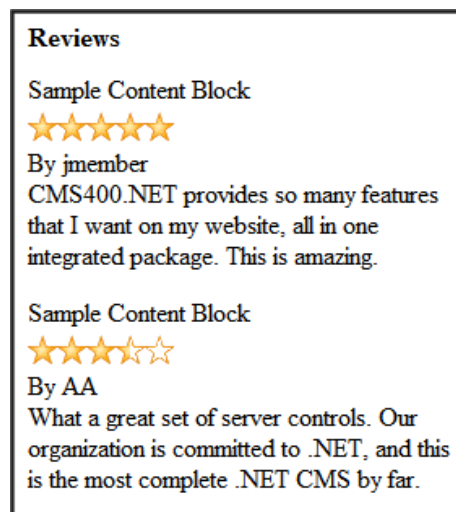 Reviews
Sample Content Block
By jmember
CMS400.NET provides so many features
that I want on my website, all in one
integrated package. This is amazing.
Sample Content Block
By AA
What a great set of server controls. Our
organization is committed to .NET, and this
is the most complete .NET CMS by far.